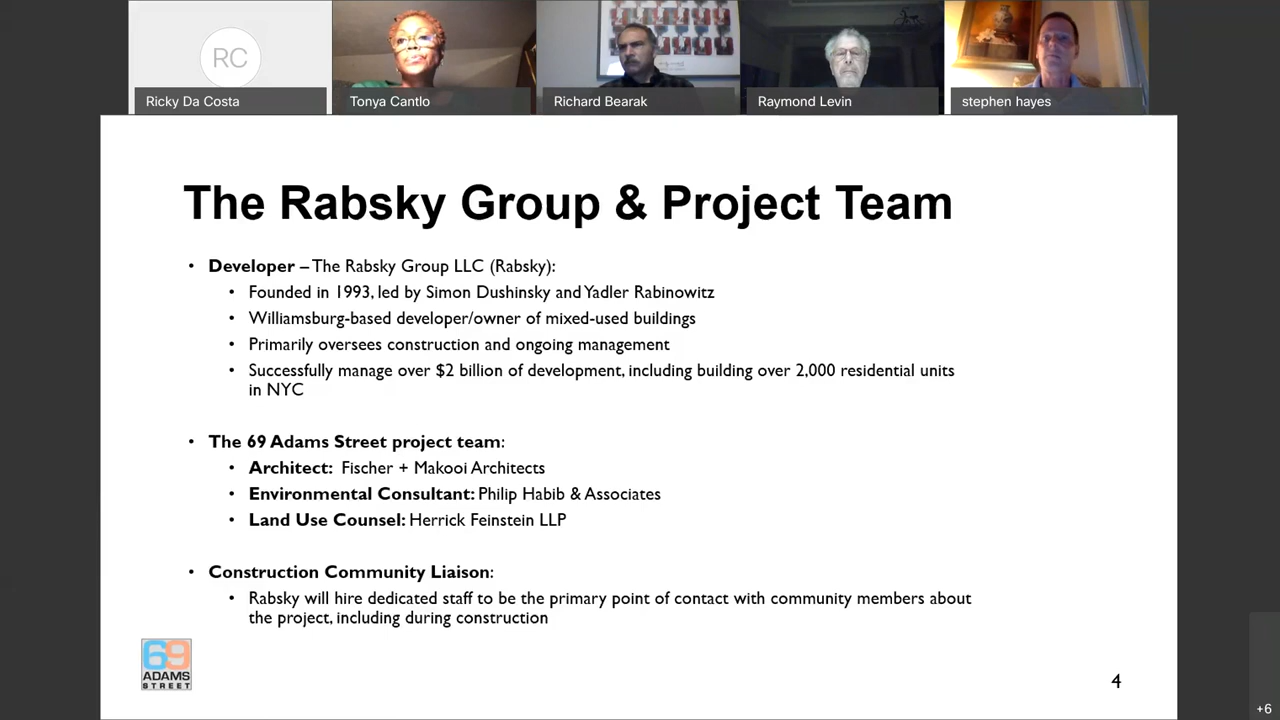 RC
Ricky Da Costa
Tonya Cantlo
Richard Bearak
Raymond Levin
stephen hayes
The Rabsky Group & Project Team
• Developer – The Rabsky Group LLC (Rabsky):
• Founded in 1993, led by Simon Dushinsky and Yadler Rabinowitz
• Williamsburg-based developer/owner of mixed-used buildings
• Primarily oversees construction and ongoing management
• Successfully manage over $2 billion of development, including building over 2,000 residential units
in NYC
• The 69 Adams Street project team:
• Architect: Fischer + Makooi Architects
• Environmental Consultant: Philip Habib & Associates
• Land Use Counsel: Herrick Feinstein LLP
• Construction Community Liaison:
• Rabsky will hire dedicated staff to be the primary point of contact with community members about
the project, including during construction
69
ADAMS
STREET
4
+6